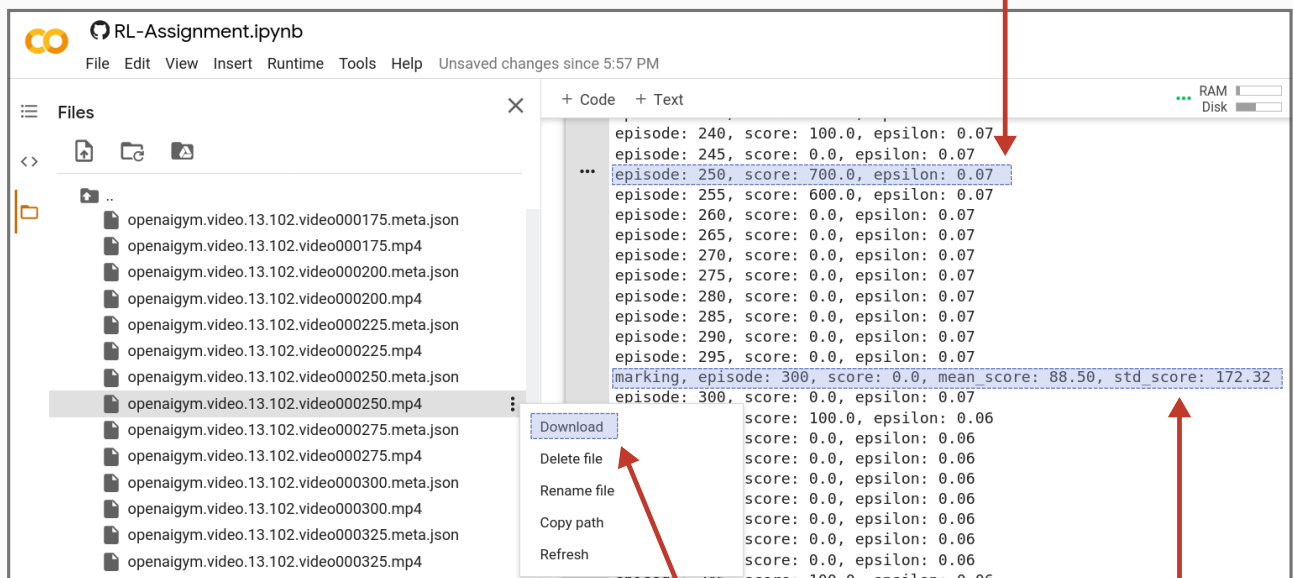 RL-Assignment.ipynb
File Edit View Insert Runtime Tools Help Unsaved changes since 5:57 PM
Files
+ Code + Text
RAM
Disk
..
openaigym.video.13.102.video000175.meta.json
openaigym.video.13.102.video000175.mp4
openaigym.video.13.102.video000200.meta.json
openaigym.video.13.102.video000200.mp4
openaigym.video.13.102.video000225.meta.json
openaigym.video.13.102.video000225.mp4
openaigym.video.13.102.video000250.meta.json
openaigym.video.13.102.video000250.mp4
openaigym.video.13.102.video000275.meta.json
openaigym.video.13.102.video000275.mp4
openaigym.video.13.102.video000300.meta.json
openaigym.video.13.102.video000300.mp4
openaigym.video.13.102.video000325.meta.json
openaigym.video.13.102.video000325.mp4
Download
Delete file
Rename file
Copy path
Refresh
episode: 240, score: 100.0, epsilon: 0.07
episode: 245, score: 0.0, epsilon: 0.07
episode: 250, score: 700.0, epsilon: 0.07
episode: 255, score: 600.0, epsilon: 0.07
episode: 260, score: 0.0, epsilon: 0.07
episode: 265, score: 0.0, epsilon: 0.07
episode: 270, score: 0.0, epsilon: 0.07
episode: 275, score: 0.0, epsilon: 0.07
episode: 280, score: 0.0, epsilon: 0.07
episode: 285, score: 0.0, epsilon: 0.07
episode: 290, score: 0.0, epsilon: 0.07
episode: 295, score: 0.0, epsilon: 0.07
marking, episode: 300, score: 0.0, mean_score: 88.50, std_score: 172.32
episode: 300, score: 0.0, epsilon: 0.07
score: 100.0, epsilon: 0.06
score: 0.0, epsilon: 0.06
score: 0.0, epsilon: 0.06
score: 0.0, epsilon: 0.06
score: 0.0, epsilon: 0.06
score: 0.0, epsilon: 0.06
score: 0.0, epsilon: 0.06
score: 0.0, epsilon: 0.06